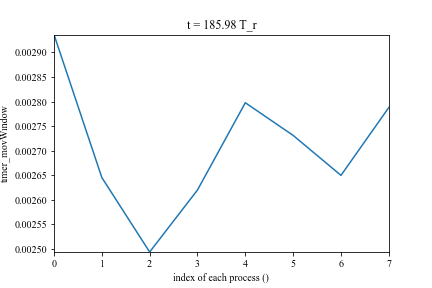 t = 185.98 T_r
timer_movWindow
0.00290
0.00285
0.00280
0.00275
0.00270
0.00265
0.00260
0.00255
0.00250
0 1 2 3 4 5 6 7
index of each process ()